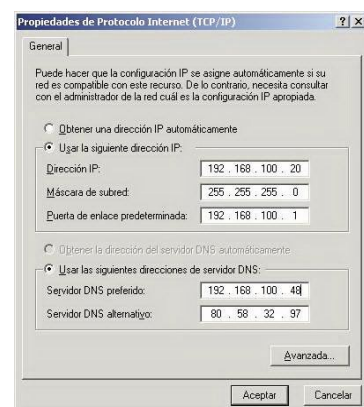 Propiedades de Protocolo Internet (TCP/IP)
General
Puede hacer que la configuración IP se asigne automáticamente si su
red es compatible con este recurso. De lo contrario, necesita consultar
con el administrador de la red cuál es la configuración IP apropiada.
Obtener una dirección IP automáticamente
Usar la siguiente dirección IP:
Dirección IP: 192 . 168 . 100 . 20
Máscara de subred: 255 . 255 . 255 . 0
Puerta de enlace predeterminada: 192 . 168 . 100 . 1
Obtener la dirección del servidor DNS automáticamente
Usar las siguientes direcciones de servidor DNS:
Servidor DNS preferido: 192 . 168 . 100 . 48
Servidor DNS alternativo: 80 . 58 . 32 . 97
Avanzada...
Aceptar Cancelar